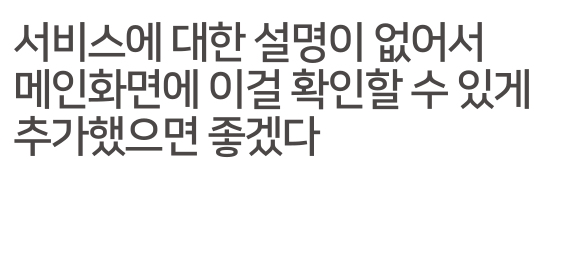 서비스에 대한 설명이 없어서
메인화면에 이걸 확인할 수 있게
추가했으면 좋겠다